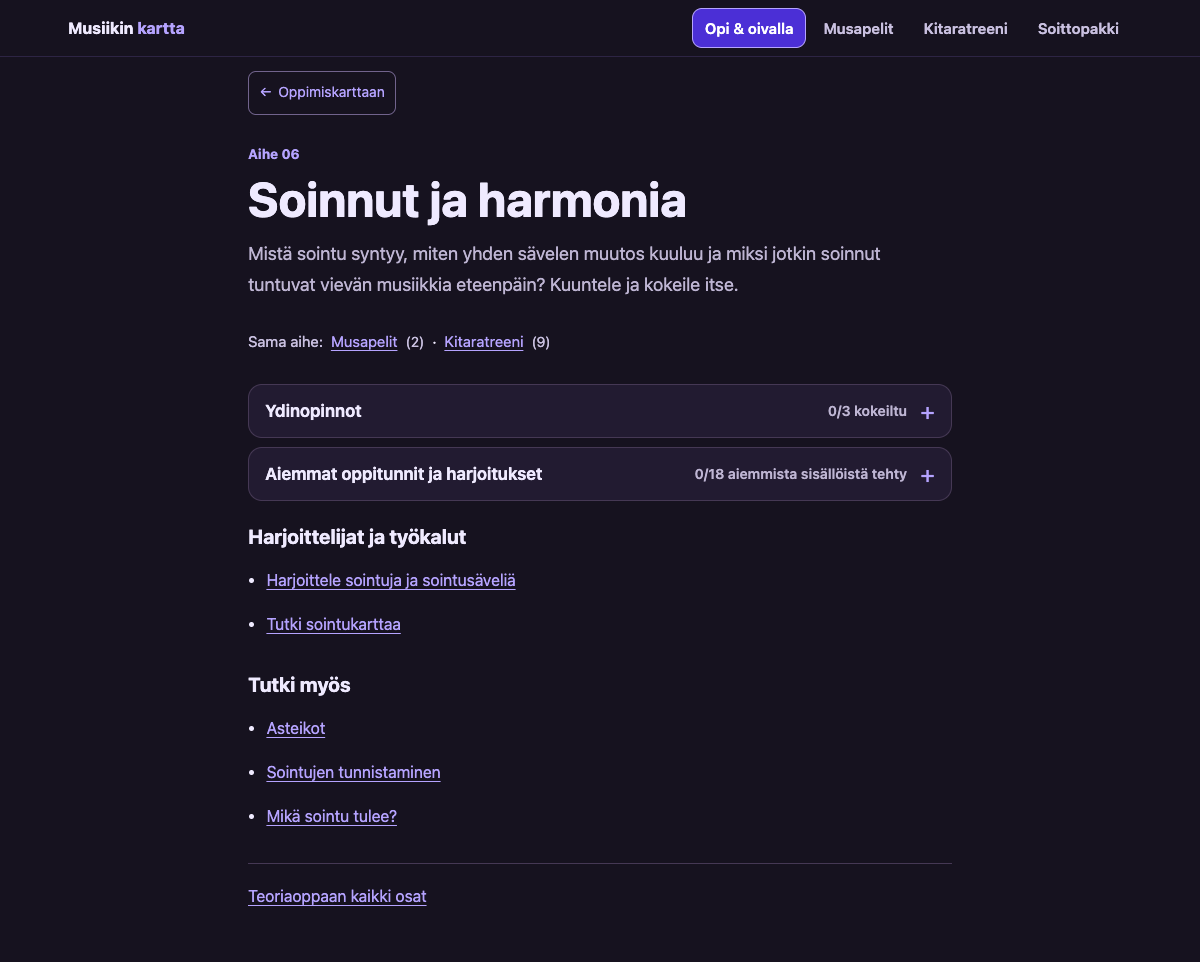 Musiikin kartta
Opi & oivalla
Musapelit
Kitaratreeni
Soittopakki
← Oppimiskarttaan
Aihe 06
Soinnut ja harmonia
Mistä sointu syntyy, miten yhden sävelen muutos kuuluu ja miksi jotkin soinnut
tuntuvat vievän musiikkia eteenpäin? Kuuntele ja kokeile itse.
Sama aihe: Musapelit (2) · Kitaratreeni (9)
Ydinopinnot 0/3 kokeiltu +
Aiemmat oppitunnit ja harjoitukset 0/18 aiemmista sisällöistä tehty +
Harjoittelijat ja työkalut
• Harjoittele sointuja ja sointusäveliä
• Tutki sointukarttaa
Tutki myös
• Asteikot
• Sointujen tunnistaminen
• Mikä sointu tulee?
Teoriaoppaan kaikki osat